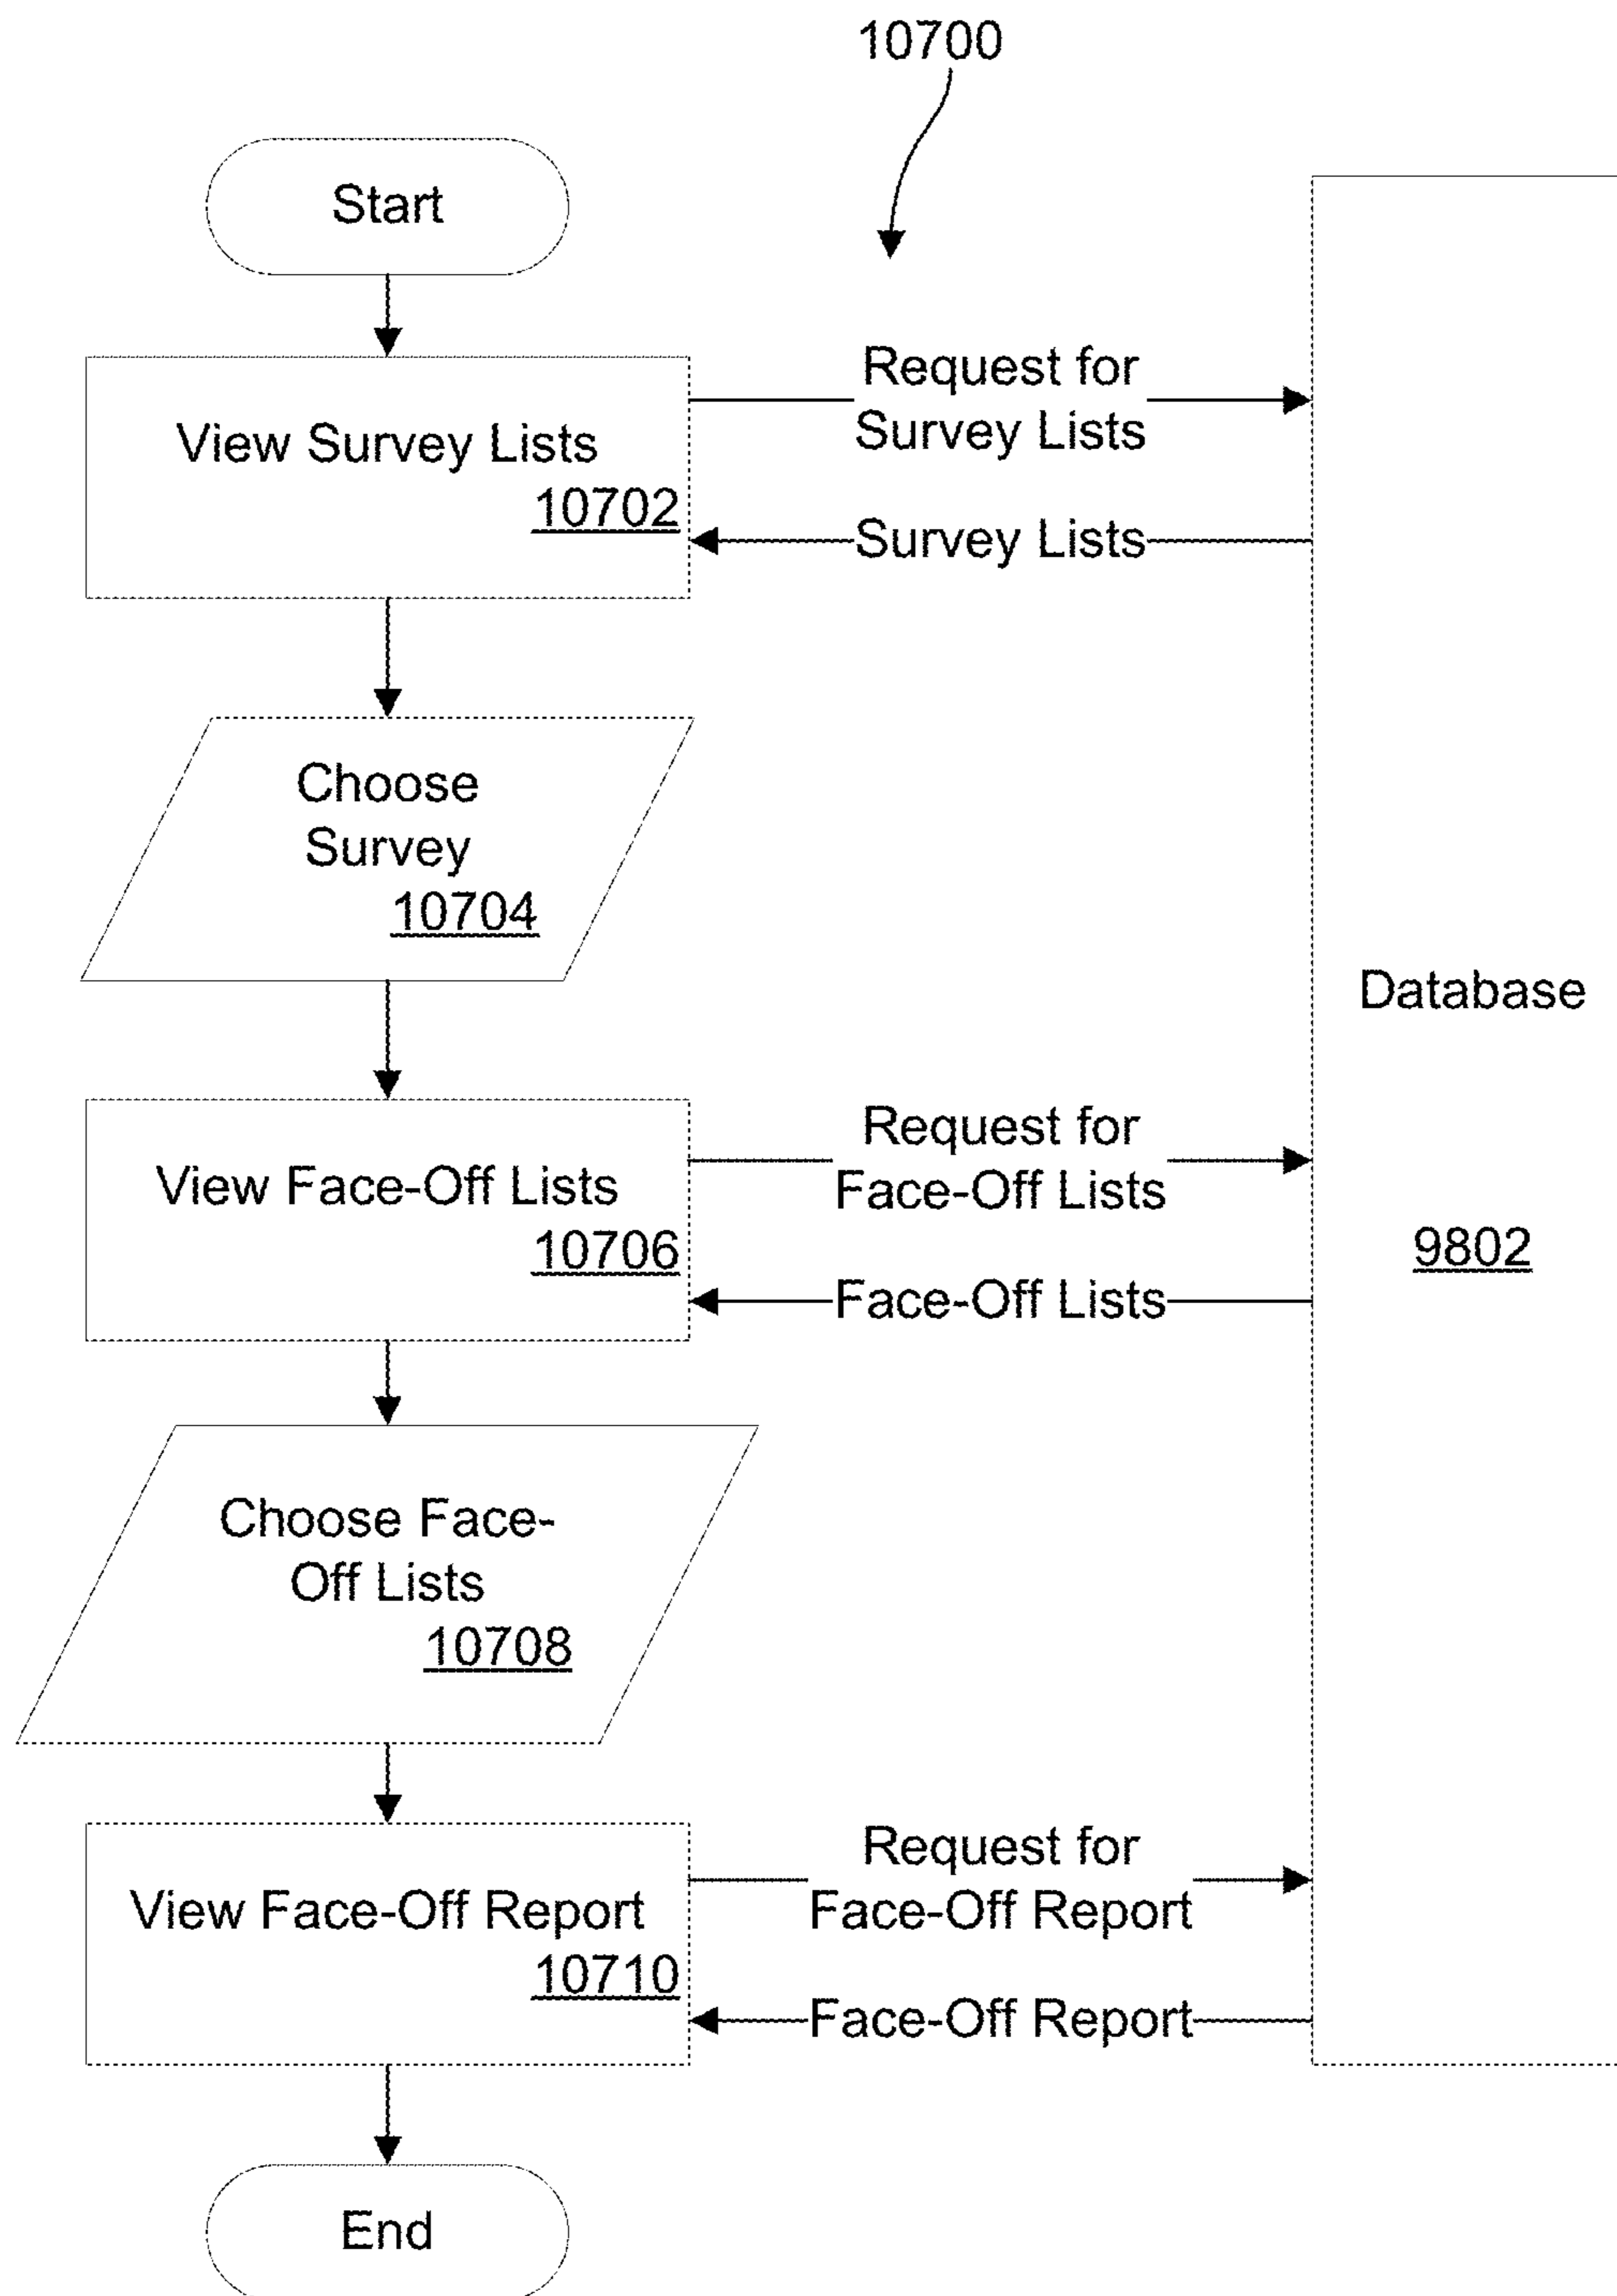 10700
Start
View Survey Lists
10702
Request for
Survey Lists
Survey Lists
Choose
Survey
10704
Database
9802
View Face-Off Lists
10706
Request for
Face-Off Lists
Face-Off Lists
Choose Face-
Off Lists
10708
View Face-Off Report
10710
Request for
Face-Off Report
Face-Off Report
End